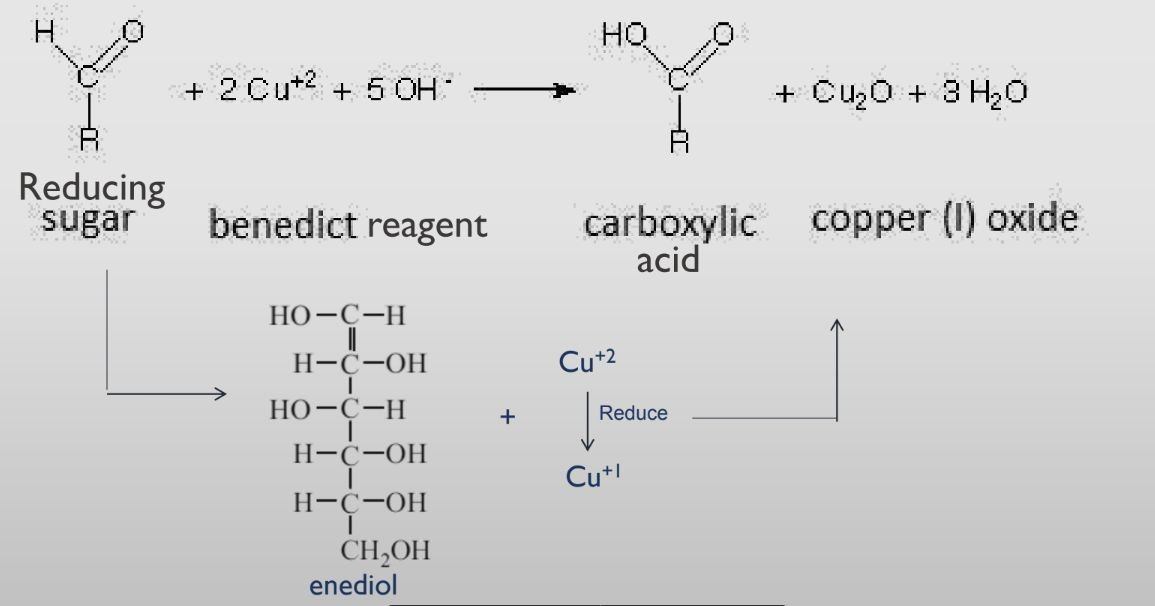 H O HO O
C + 2 Cu+2 + 5 OH- C + Cu2O + 3 H2O
R R
Reducing
sugar benedict reagent carboxylic copper (I) oxide
acid
HO-C-H
H-C-OH Cu+2
HO-C-H + Reduce
H-C-OH
Cu+1
H-C-OH
CH2OH
enediol